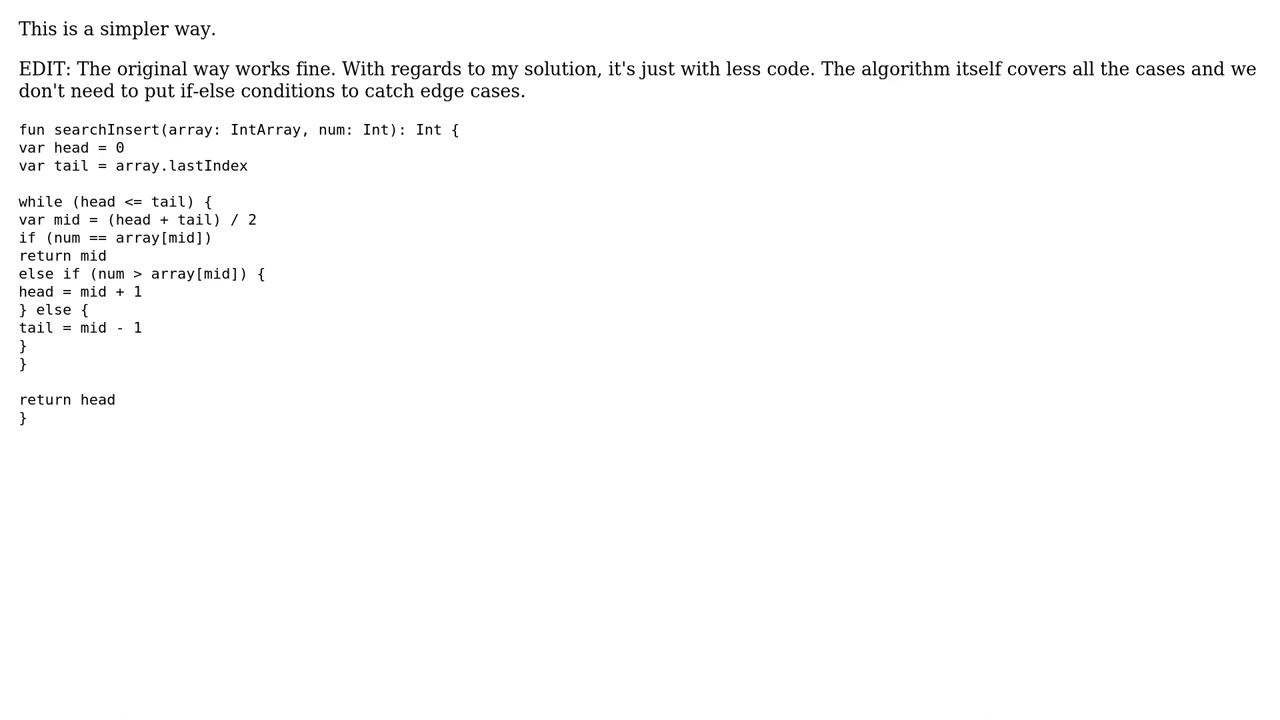 This is a simpler way.
EDIT: The original way works fine. With regards to my solution, it's just with less code. The algorithm itself covers all the cases and we
don't need to put if-else conditions to catch edge cases.
fun searchInsert(array: IntArray, num: Int): Int {
var head = 0
var tail = array.lastIndex
while (head <= tail) {
var mid = (head + tail) / 2
if (num == array[mid])
return mid
else if (num > array[mid]) {
head = mid + 1
} else {
tail = mid - 1
}
}
return head
}